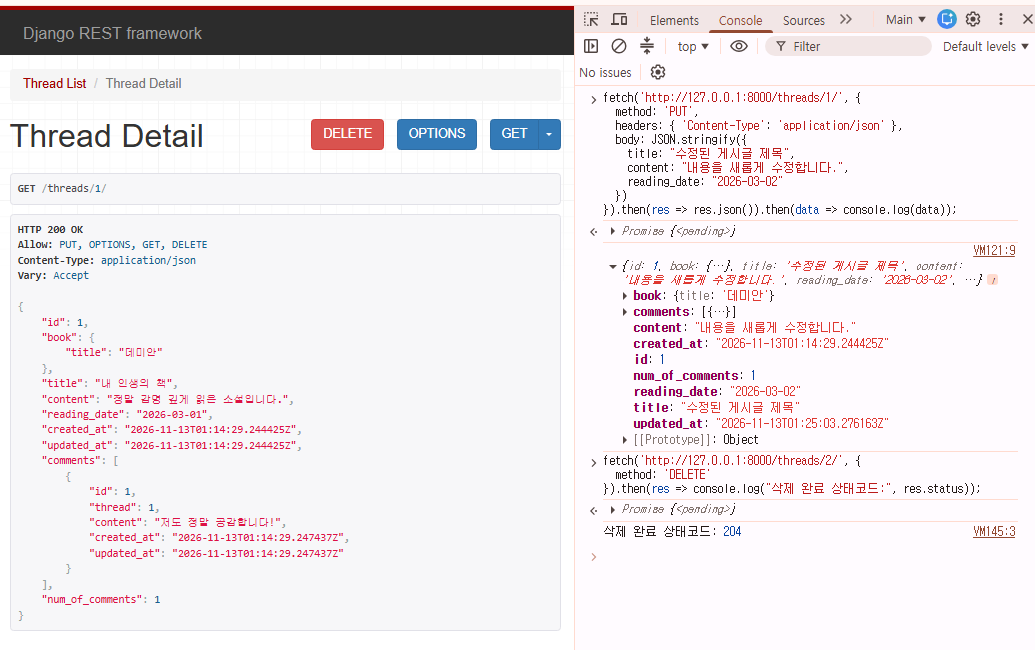 Django REST framework
Thread List / Thread Detail
Thread Detail
DELETE
OPTIONS
GET
GET /threads/1/
HTTP 200 OK
Allow: PUT, OPTIONS, GET, DELETE
Content-Type: application/json
Vary: Accept
{
"id": 1,
"book": {
"title": "데미안"
},
"title": "내 인생의 책",
"content": "정말 감명 깊게 읽은 소설입니다.",
"reading_date": "2026-03-01",
"created_at": "2026-11-13T01:14:29.244425Z",
"updated_at": "2026-11-13T01:14:29.244425Z",
"comments": [
{
"id": 1,
"thread": 1,
"content": "저도 정말 공감합니다!",
"created_at": "2026-11-13T01:14:29.247437Z",
"updated_at": "2026-11-13T01:14:29.247437Z"
}
],
"num_of_comments": 1
}
Elements
Console
Sources
Main
top
Filter
Default levels
No issues
fetch('http://127.0.0.1:8000/threads/1/', {
method: 'PUT',
headers: { 'Content-Type': 'application/json' },
body: JSON.stringify({
title: "수정된 게시글 제목",
content: "내용을 새롭게 수정합니다.",
reading_date: "2026-03-02"
})
}).then(res => res.json()).then(data => console.log(data));
Promise {<pending>}
VM121:9
{id: 1, book: {…}, title: '수정된 게시글 제목', content:
'내용을 새롭게 수정합니다.', reading_date: '2026-03-02', …}
book: {title: '데미안'}
comments: [{…}]
content: "내용을 새롭게 수정합니다."
created_at: "2026-11-13T01:14:29.244425Z"
id: 1
num_of_comments: 1
reading_date: "2026-03-02"
title: "수정된 게시글 제목"
updated_at: "2026-11-13T01:25:03.276163Z"
[[Prototype]]: Object
fetch('http://127.0.0.1:8000/threads/2/', {
method: 'DELETE'
}).then(res => console.log("삭제 완료 상태코드:", res.status));
Promise {<pending>}
삭제 완료 상태코드: 204
VM145:3